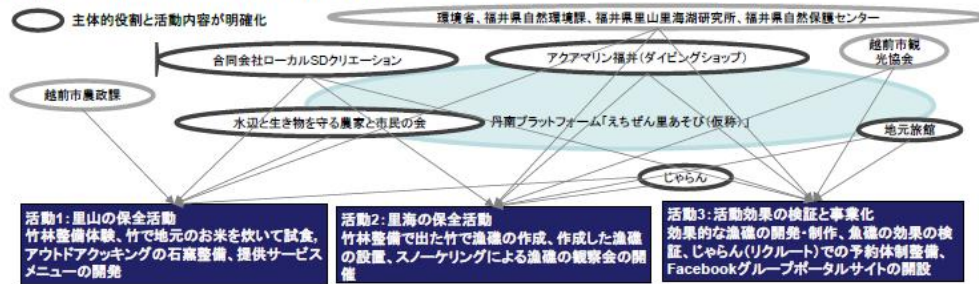 主体的役割と活動内容が明確化
環境省、福井県自然環境課、福井県里山里海湖研究所、福井県自然保護センター
合同会社ローカルSDクリエーション
アクアマリン福井(ダイビングショップ)
越前市観
光協会
越前市農政課
水辺と生き物を守る農家と市民の会
丹南プラットフォーム「えちぜん里あそび(仮称)」
地元旅館
じゃらん
活動1:里山の保全活動
竹林整備体験、竹で地元のお米を炊いて試食,
アウトドアクッキングの石窯整備、提供サービス
メニューの開発
活動2:里海の保全活動
竹林整備で出た竹で漁礁の作成、作成した漁礁
の設置、スノーケリングによる漁礁の観察会の開
催
活動3:活動効果の検証と事業化
効果的な漁礁の開発・制作、魚礁の効果の検
証、じゃらん(リクルート)での予約体制整備、
Facebookグループポータルサイトの開設